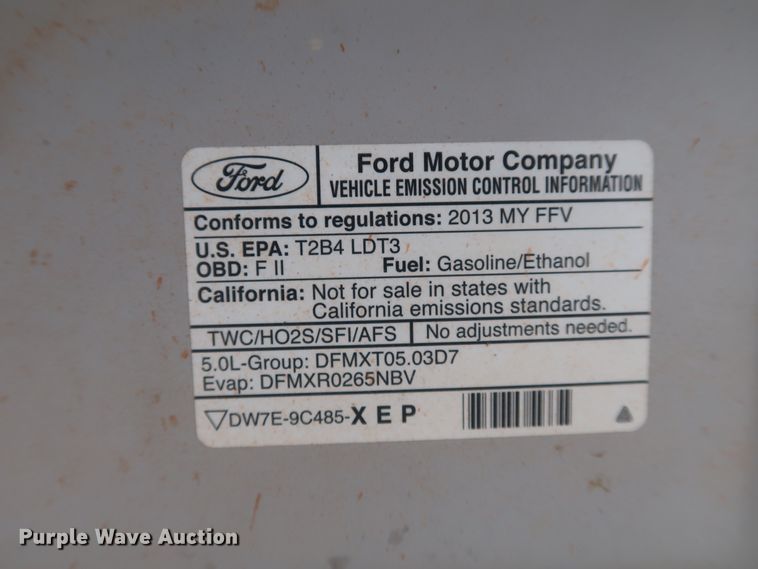 Ford
Ford Motor Company
VEHICLE EMISSION CONTROL INFORMATION
Conforms to regulations: 2013 MY FFV
U.S. EPA: T2B4 LDT3
OBD: F II Fuel: Gasoline/Ethanol
California: Not for sale in states with
California emissions standards.
TWC/HO2S/SFI/AFS No adjustments needed.
5.0L-Group: DFMXT05.03D7
Evap: DFMXR0265NBV
DW7E-9C485-XEP
Purple Wave Auction